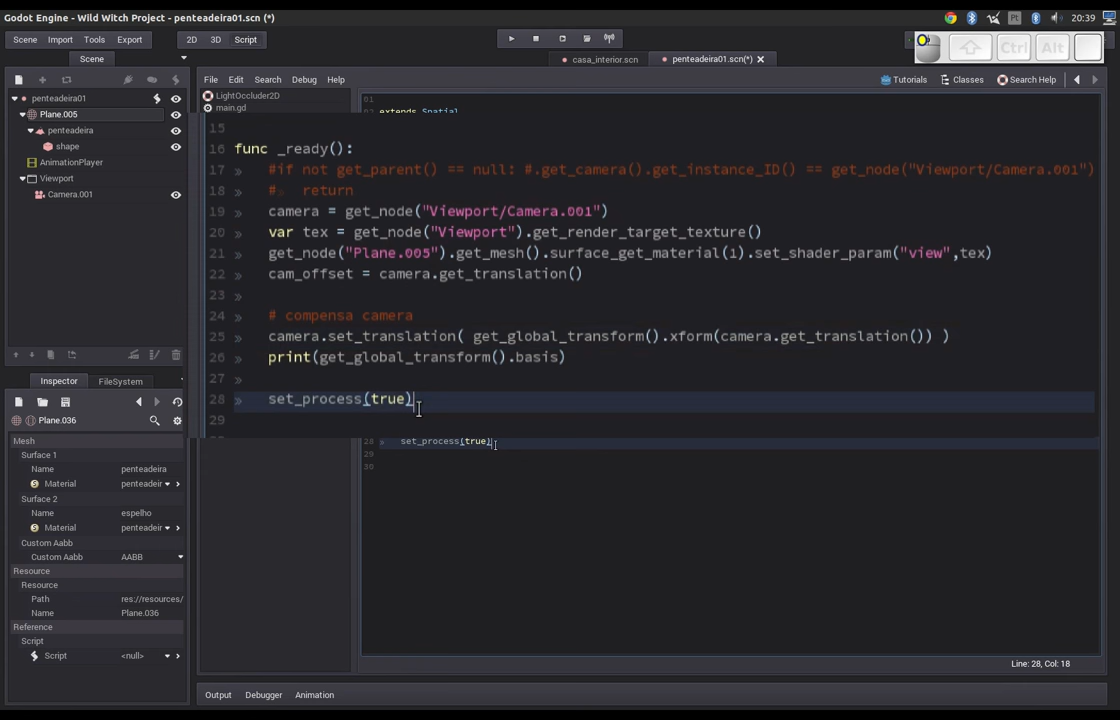 Godot Engine - Wild Witch Project - penteadeira01.scn (*)
Pt
20:39
Scene Import Tools Export
2D 3D Script
Ctrl Alt
Scene
casa_interior.scn
penteadeira01.scn(*)
File Edit Search Debug Help
Tutorials Classes Search Help
penteadeira01
Plane.005
penteadeira
shape
AnimationPlayer
Viewport
Camera.001
LightOccluder2D
main.gd
extends Spatial
15
16 func _ready():
17 #if not get_parent() == null: #.get_camera().get_instance_ID() == get_node("Viewport/Camera.001")
18 # return
19 camera = get_node("Viewport/Camera.001")
20 var tex = get_node("Viewport").get_render_target_texture()
21 get_node("Plane.005").get_mesh().surface_get_material(1).set_shader_param("view",tex)
22 cam_offset = camera.get_translation()
23
24 # compensa camera
25 camera.set_translation( get_global_transform().xform(camera.get_translation()) )
26 print(get_global_transform().basis)
27
28 set_process(true)
29
28 set_process(true)
29
30
Inspector FileSystem
Plane.036
Mesh
Surface 1
Name penteadeira
Material penteadeir
Surface 2
Name espelho
Material penteadeir
Custom Aabb
Custom Aabb AABB
Resource
Resource
Path res://resources/
Name Plane.036
Reference
Script
Script <null>
Line: 28, Col: 18
Output Debugger Animation